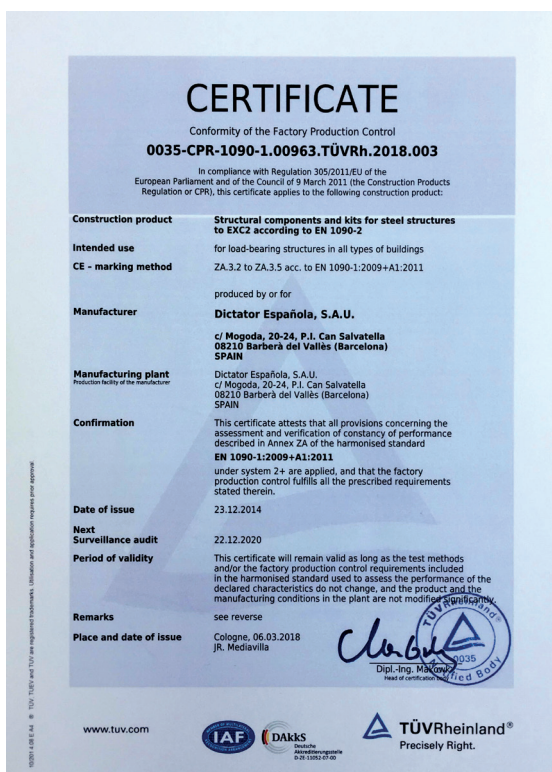 CERTIFICATE
Conformity of the Factory Production Control
0035-CPR-1090-1.00963.TÜVRh.2018.003
In compliance with Regulation 305/2011/EU of the
European Parliament and of the Council of 9 March 2011 (the Construction Products
Regulation or CPR), this certificate applies to the following construction product:
Construction product
Structural components and kits for steel structures
to EXC2 according to EN 1090-2
Intended use
for load-bearing structures in all types of buildings
CE – marking method
ZA.3.2 to ZA.3.5 acc. to EN 1090-1:2009+A1:2011
produced by or for
Manufacturer
Dictator Española, S.A.U.
c/ Mogoda, 20-24, P.I. Can Salvatella
08210 Barberà del Vallès (Barcelona)
SPAIN
Manufacturing plant
Production facility of the manufacturer
Dictator Española, S.A.U.
c/ Mogoda, 20-24, P.I. Can Salvatella
08210 Barberà del Vallès (Barcelona)
SPAIN
Confirmation
This certificate attests that all provisions concerning the
assessment and verification of constancy of performance
described in Annex ZA of the harmonised standard
EN 1090-1:2009+A1:2011
under system 2+ are applied, and that the factory
production control fulfills all the prescribed requirements
stated therein.
Date of issue
23.12.2014
Next
Surveillance audit
22.12.2020
Period of validity
This certificate will remain valid as long as the test methods
and/or the factory production control requirements included
in the harmonised standard used to assess the performance of the
declared characteristics do not change, and the product and the
manufacturing conditions in the plant are not modified significantly.
Remarks
see reverse
Place and date of issue
Cologne, 06.03.2018
JR. Mediavilla
Dipl.-Ing.
Head of certification
TÜVRheinland®
0035
Notified Body
www.tuv.com
IAF
DAkkS
Deutsche
Akkreditierungsstelle
D-ZE-11052-07-00
TÜVRheinland®
Precisely Right.
10/201 4.08 E A4 ® TÜV, TUEV and TUV are registered trademarks. Utilisation and application requires prior approval.